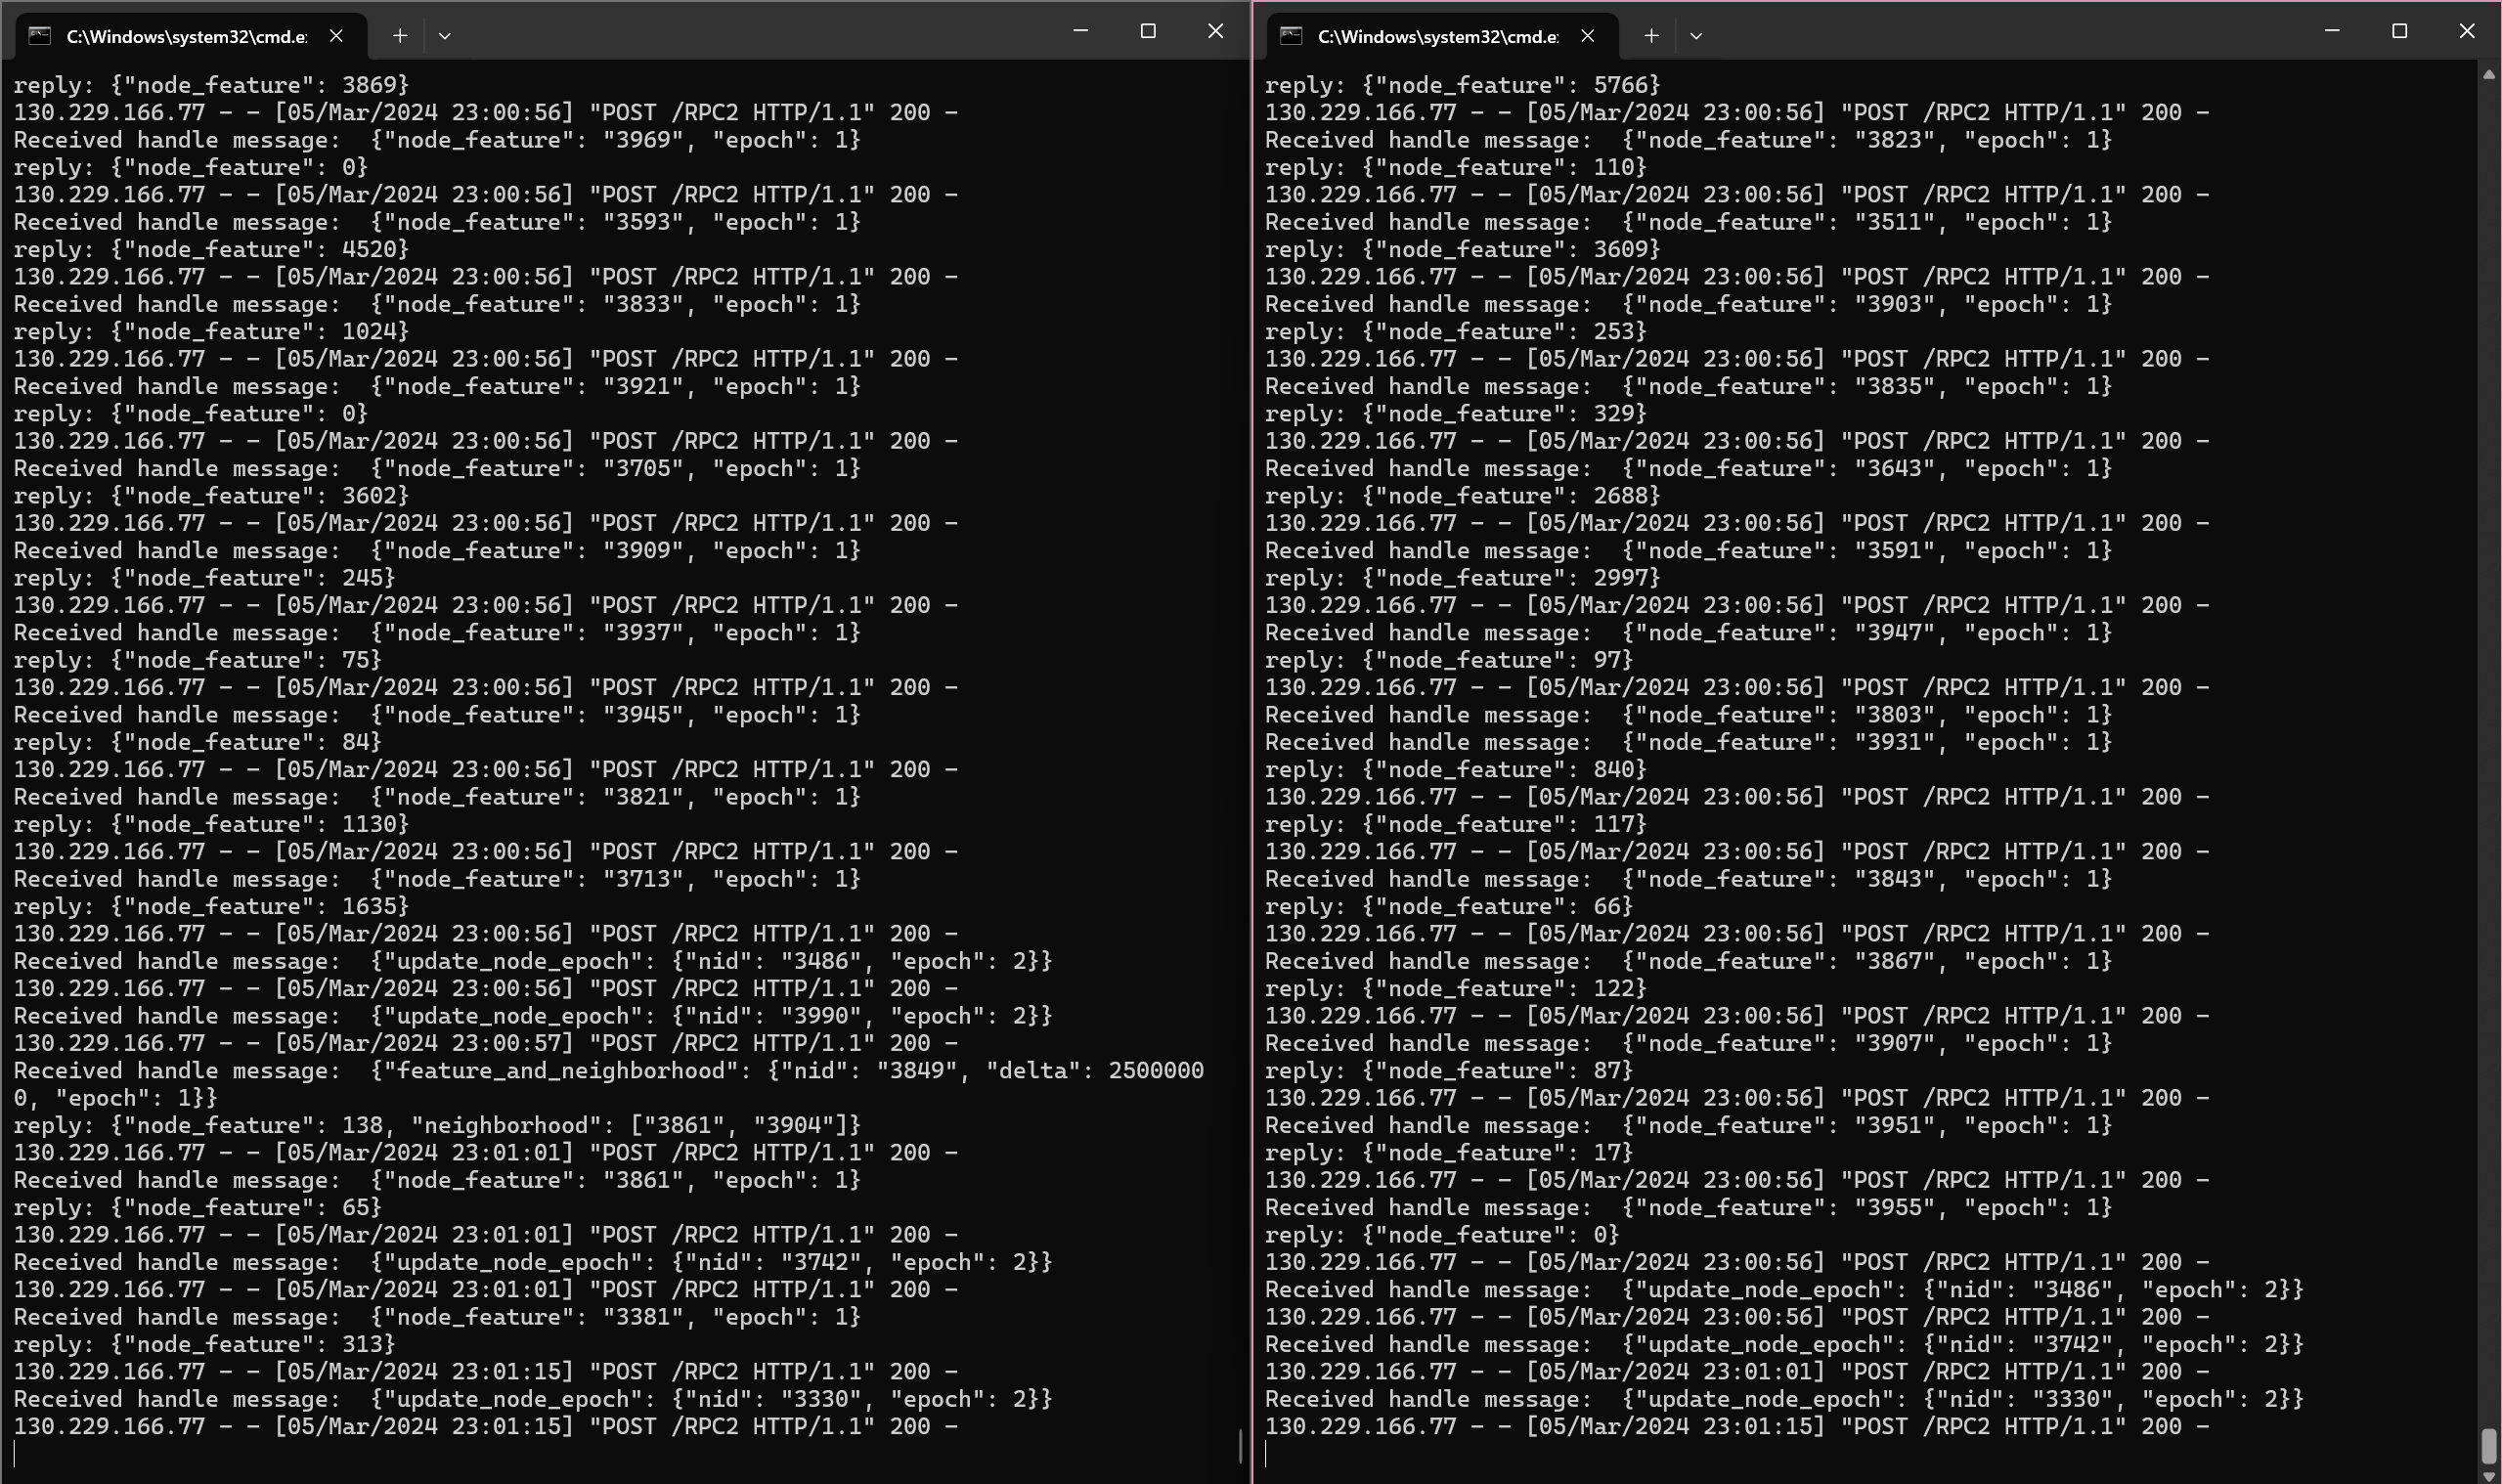 C:\Windows\system32\cmd.e:
reply: {"node_feature": 3869}
130.229.166.77 - - [05/Mar/2024 23:00:56] "POST /RPC2 HTTP/1.1" 200 -
Received handle message:  {"node_feature": "3969", "epoch": 1}
reply: {"node_feature": 0}
130.229.166.77 - - [05/Mar/2024 23:00:56] "POST /RPC2 HTTP/1.1" 200 -
Received handle message:  {"node_feature": "3593", "epoch": 1}
reply: {"node_feature": 4520}
130.229.166.77 - - [05/Mar/2024 23:00:56] "POST /RPC2 HTTP/1.1" 200 -
Received handle message:  {"node_feature": "3833", "epoch": 1}
reply: {"node_feature": 1024}
130.229.166.77 - - [05/Mar/2024 23:00:56] "POST /RPC2 HTTP/1.1" 200 -
Received handle message:  {"node_feature": "3921", "epoch": 1}
reply: {"node_feature": 0}
130.229.166.77 - - [05/Mar/2024 23:00:56] "POST /RPC2 HTTP/1.1" 200 -
Received handle message:  {"node_feature": "3705", "epoch": 1}
reply: {"node_feature": 3602}
130.229.166.77 - - [05/Mar/2024 23:00:56] "POST /RPC2 HTTP/1.1" 200 -
Received handle message:  {"node_feature": "3909", "epoch": 1}
reply: {"node_feature": 245}
130.229.166.77 - - [05/Mar/2024 23:00:56] "POST /RPC2 HTTP/1.1" 200 -
Received handle message:  {"node_feature": "3937", "epoch": 1}
reply: {"node_feature": 75}
130.229.166.77 - - [05/Mar/2024 23:00:56] "POST /RPC2 HTTP/1.1" 200 -
Received handle message:  {"node_feature": "3945", "epoch": 1}
reply: {"node_feature": 84}
130.229.166.77 - - [05/Mar/2024 23:00:56] "POST /RPC2 HTTP/1.1" 200 -
Received handle message:  {"node_feature": "3821", "epoch": 1}
reply: {"node_feature": 1130}
130.229.166.77 - - [05/Mar/2024 23:00:56] "POST /RPC2 HTTP/1.1" 200 -
Received handle message:  {"node_feature": "3713", "epoch": 1}
reply: {"node_feature": 1635}
130.229.166.77 - - [05/Mar/2024 23:00:56] "POST /RPC2 HTTP/1.1" 200 -
Received handle message:  {"update_node_epoch": {"nid": "3486", "epoch": 2}}
130.229.166.77 - - [05/Mar/2024 23:00:56] "POST /RPC2 HTTP/1.1" 200 -
Received handle message:  {"update_node_epoch": {"nid": "3990", "epoch": 2}}
130.229.166.77 - - [05/Mar/2024 23:00:57] "POST /RPC2 HTTP/1.1" 200 -
Received handle message:  {"feature_and_neighborhood": {"nid": "3849", "delta": 2500000
0, "epoch": 1}}
reply: {"node_feature": 138, "neighborhood": ["3861", "3904"]}
130.229.166.77 - - [05/Mar/2024 23:01:01] "POST /RPC2 HTTP/1.1" 200 -
Received handle message:  {"node_feature": "3861", "epoch": 1}
reply: {"node_feature": 65}
130.229.166.77 - - [05/Mar/2024 23:01:01] "POST /RPC2 HTTP/1.1" 200 -
Received handle message:  {"update_node_epoch": {"nid": "3742", "epoch": 2}}
130.229.166.77 - - [05/Mar/2024 23:01:01] "POST /RPC2 HTTP/1.1" 200 -
Received handle message:  {"node_feature": "3381", "epoch": 1}
reply: {"node_feature": 313}
130.229.166.77 - - [05/Mar/2024 23:01:15] "POST /RPC2 HTTP/1.1" 200 -
Received handle message:  {"update_node_epoch": {"nid": "3330", "epoch": 2}}
130.229.166.77 - - [05/Mar/2024 23:01:15] "POST /RPC2 HTTP/1.1" 200 -
C:\Windows\system32\cmd.e:
reply: {"node_feature": 5766}
130.229.166.77 - - [05/Mar/2024 23:00:56] "POST /RPC2 HTTP/1.1" 200 -
Received handle message:  {"node_feature": "3823", "epoch": 1}
reply: {"node_feature": 110}
130.229.166.77 - - [05/Mar/2024 23:00:56] "POST /RPC2 HTTP/1.1" 200 -
Received handle message:  {"node_feature": "3511", "epoch": 1}
reply: {"node_feature": 3609}
130.229.166.77 - - [05/Mar/2024 23:00:56] "POST /RPC2 HTTP/1.1" 200 -
Received handle message:  {"node_feature": "3903", "epoch": 1}
reply: {"node_feature": 253}
130.229.166.77 - - [05/Mar/2024 23:00:56] "POST /RPC2 HTTP/1.1" 200 -
Received handle message:  {"node_feature": "3835", "epoch": 1}
reply: {"node_feature": 329}
130.229.166.77 - - [05/Mar/2024 23:00:56] "POST /RPC2 HTTP/1.1" 200 -
Received handle message:  {"node_feature": "3643", "epoch": 1}
reply: {"node_feature": 2688}
130.229.166.77 - - [05/Mar/2024 23:00:56] "POST /RPC2 HTTP/1.1" 200 -
Received handle message:  {"node_feature": "3591", "epoch": 1}
reply: {"node_feature": 2997}
130.229.166.77 - - [05/Mar/2024 23:00:56] "POST /RPC2 HTTP/1.1" 200 -
Received handle message:  {"node_feature": "3947", "epoch": 1}
reply: {"node_feature": 97}
130.229.166.77 - - [05/Mar/2024 23:00:56] "POST /RPC2 HTTP/1.1" 200 -
Received handle message:  {"node_feature": "3803", "epoch": 1}
Received handle message:  {"node_feature": "3931", "epoch": 1}
reply: {"node_feature": 840}
130.229.166.77 - - [05/Mar/2024 23:00:56] "POST /RPC2 HTTP/1.1" 200 -
reply: {"node_feature": 117}
130.229.166.77 - - [05/Mar/2024 23:00:56] "POST /RPC2 HTTP/1.1" 200 -
Received handle message:  {"node_feature": "3843", "epoch": 1}
reply: {"node_feature": 66}
130.229.166.77 - - [05/Mar/2024 23:00:56] "POST /RPC2 HTTP/1.1" 200 -
Received handle message:  {"node_feature": "3867", "epoch": 1}
reply: {"node_feature": 122}
130.229.166.77 - - [05/Mar/2024 23:00:56] "POST /RPC2 HTTP/1.1" 200 -
Received handle message:  {"node_feature": "3907", "epoch": 1}
reply: {"node_feature": 87}
130.229.166.77 - - [05/Mar/2024 23:00:56] "POST /RPC2 HTTP/1.1" 200 -
Received handle message:  {"node_feature": "3951", "epoch": 1}
reply: {"node_feature": 17}
130.229.166.77 - - [05/Mar/2024 23:00:56] "POST /RPC2 HTTP/1.1" 200 -
Received handle message:  {"node_feature": "3955", "epoch": 1}
reply: {"node_feature": 0}
130.229.166.77 - - [05/Mar/2024 23:00:56] "POST /RPC2 HTTP/1.1" 200 -
Received handle message:  {"update_node_epoch": {"nid": "3486", "epoch": 2}}
130.229.166.77 - - [05/Mar/2024 23:00:56] "POST /RPC2 HTTP/1.1" 200 -
Received handle message:  {"update_node_epoch": {"nid": "3742", "epoch": 2}}
130.229.166.77 - - [05/Mar/2024 23:01:01] "POST /RPC2 HTTP/1.1" 200 -
Received handle message:  {"update_node_epoch": {"nid": "3330", "epoch": 2}}
130.229.166.77 - - [05/Mar/2024 23:01:15] "POST /RPC2 HTTP/1.1" 200 -